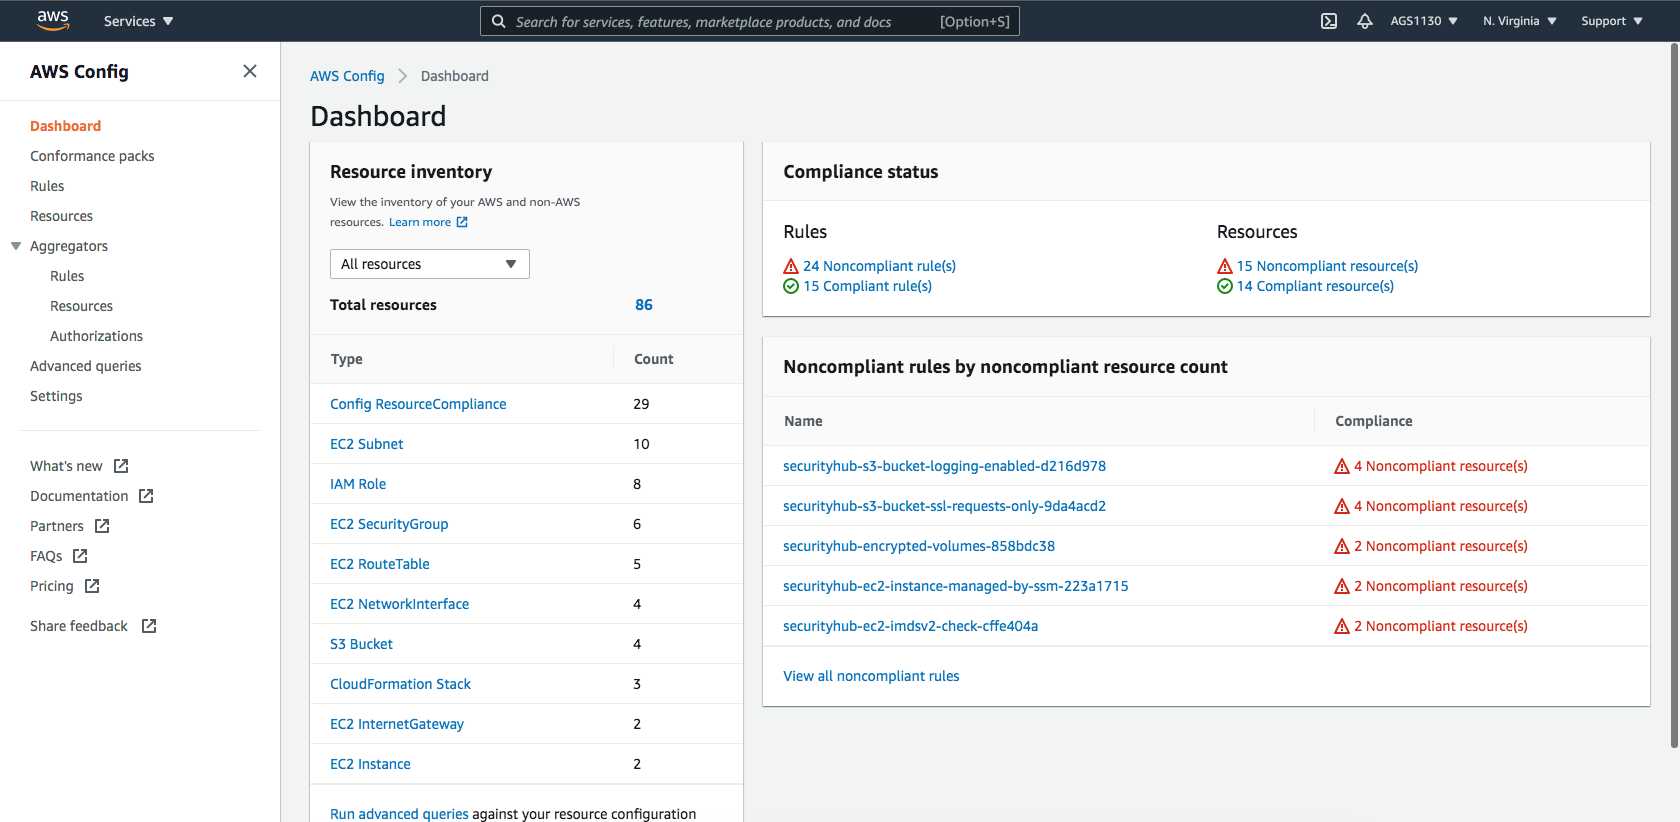 aws Services Search for services, features, marketplace products, and docs [Option+S] AGS1130 N. Virginia Support
AWS Config
Dashboard
Conformance packs
Rules
Resources
Aggregators
Rules
Resources
Authorizations
Advanced queries
Settings
What's new
Documentation
Partners
FAQs
Pricing
Share feedback
AWS Config Dashboard
Dashboard
Resource inventory
View the inventory of your AWS and non-AWS
resources. Learn more
All resources
Total resources 86
Type Count
Config ResourceCompliance 29
EC2 Subnet 10
IAM Role 8
EC2 SecurityGroup 6
EC2 RouteTable 5
EC2 NetworkInterface 4
S3 Bucket 4
CloudFormation Stack 3
EC2 InternetGateway 2
EC2 Instance 2
Run advanced queries against your resource configuration
Compliance status
Rules
24 Noncompliant rule(s)
15 Compliant rule(s)
Resources
15 Noncompliant resource(s)
14 Compliant resource(s)
Noncompliant rules by noncompliant resource count
Name Compliance
securityhub-s3-bucket-logging-enabled-d216d978 4 Noncompliant resource(s)
securityhub-s3-bucket-ssl-requests-only-9da4acd2 4 Noncompliant resource(s)
securityhub-encrypted-volumes-858bdc38 2 Noncompliant resource(s)
securityhub-ec2-instance-managed-by-ssm-223a1715 2 Noncompliant resource(s)
securityhub-ec2-imdsv2-check-cffe404a 2 Noncompliant resource(s)
View all noncompliant rules